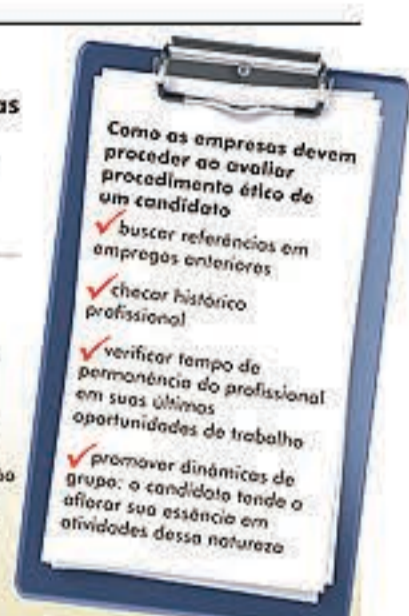 as
Como as empresas devem
proceder ao avaliar
procedimento ético de
um candidato
buscar referências em
empregos anteriores
checar histórico
profissional
verificar tempo de
permanência do profissional
em suas últimas
oportunidades de trabalho
promover dinâmicas de
grupo: o candidato tende a
aflorar sua essência em
atividades dessa natureza